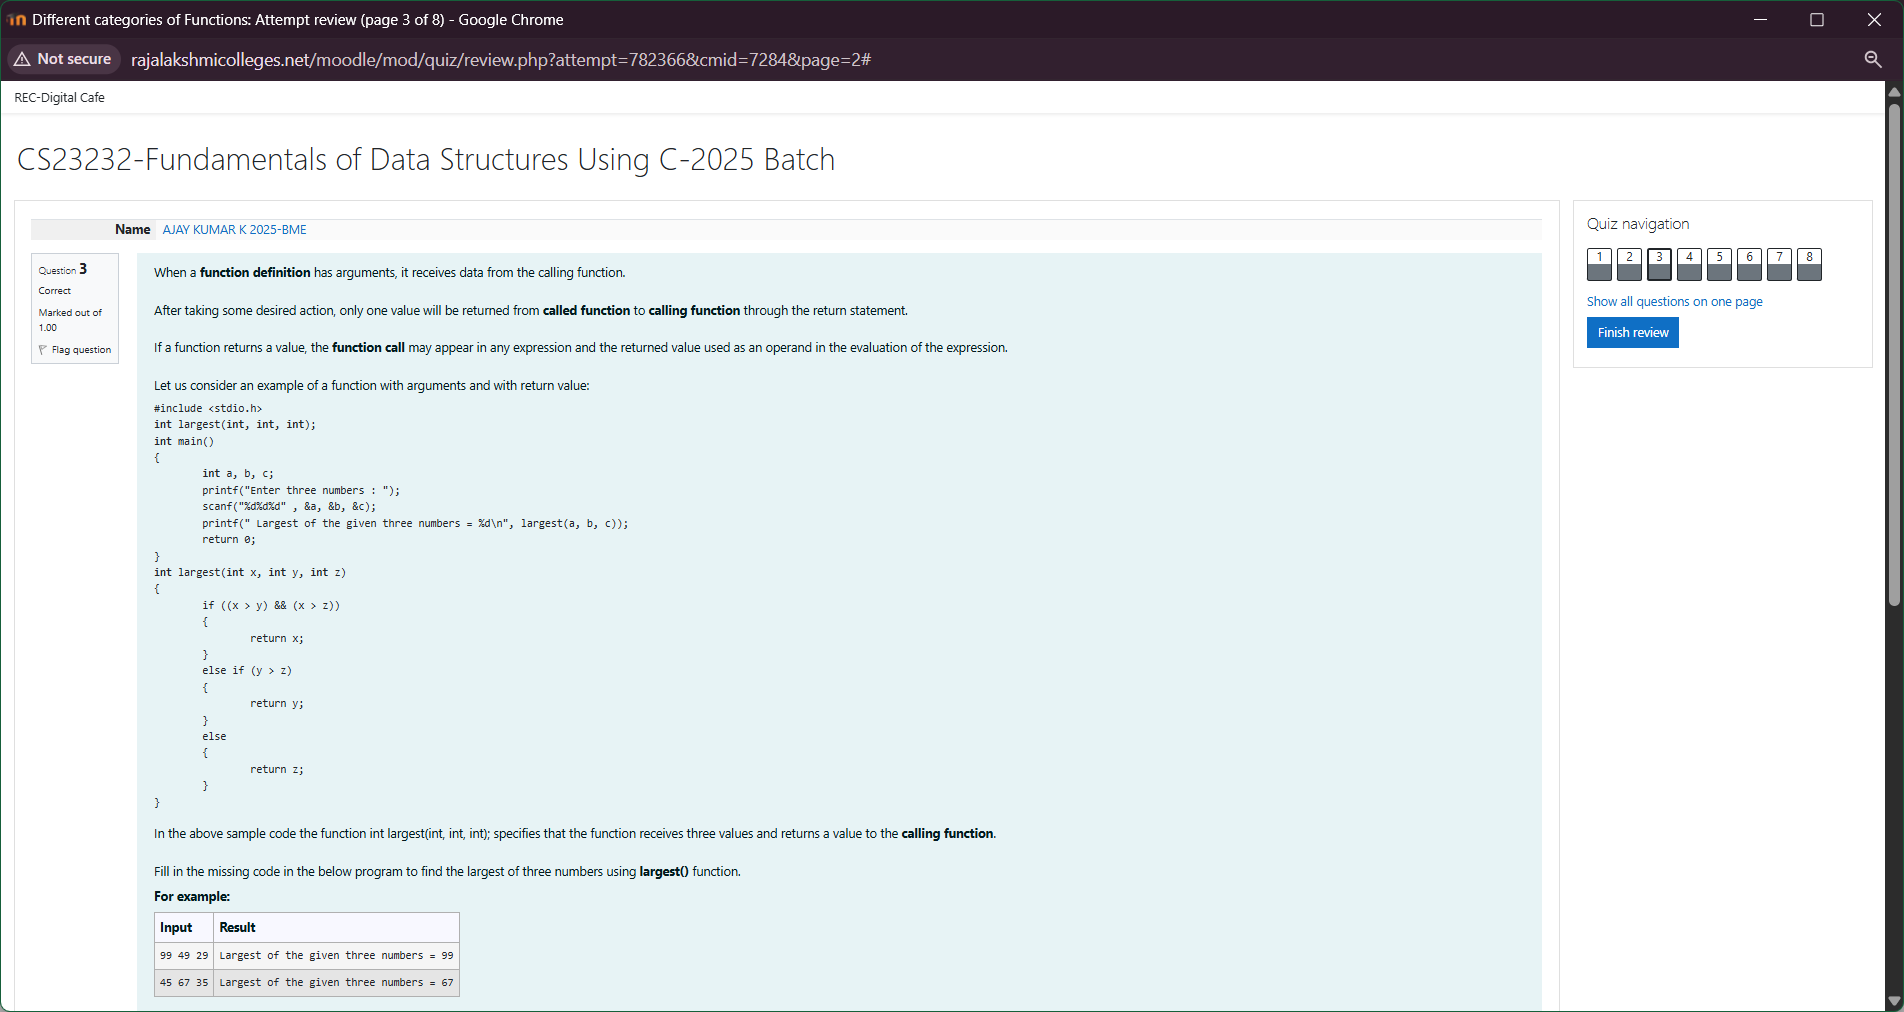 Different categories of Functions: Attempt review (page 3 of 8) - Google Chrome
Not secure
rajalakshmicolleges.net/moodle/mod/quiz/review.php?attempt=782366&cmid=7284&page=2#
REC-Digital Cafe
CS23232-Fundamentals of Data Structures Using C-2025 Batch
Name AJAY KUMAR K 2025-BME
Question 3
Correct
Marked out of
1.00
Flag question
When a function definition has arguments, it receives data from the calling function.
After taking some desired action, only one value will be returned from called function to calling function through the return statement.
If a function returns a value, the function call may appear in any expression and the returned value used as an operand in the evaluation of the expression.
Let us consider an example of a function with arguments and with return value:
#include <stdio.h>
int largest(int, int, int);
int main()
{
int a, b, c;
printf("Enter three numbers : ");
scanf("%d%d%d" , &a, &b, &c);
printf(" Largest of the given three numbers = %d\n", largest(a, b, c));
return 0;
}
int largest(int x, int y, int z)
{
if ((x > y) && (x > z))
{
return x;
}
else if (y > z)
{
return y;
}
else
{
return z;
}
}
In the above sample code the function int largest(int, int, int); specifies that the function receives three values and returns a value to the calling function.
Fill in the missing code in the below program to find the largest of three numbers using largest() function.
For example:
Input Result
99 49 29 Largest of the given three numbers = 99
45 67 35 Largest of the given three numbers = 67
Quiz navigation
1 2 3 4 5 6 7 8
Show all questions on one page
Finish review